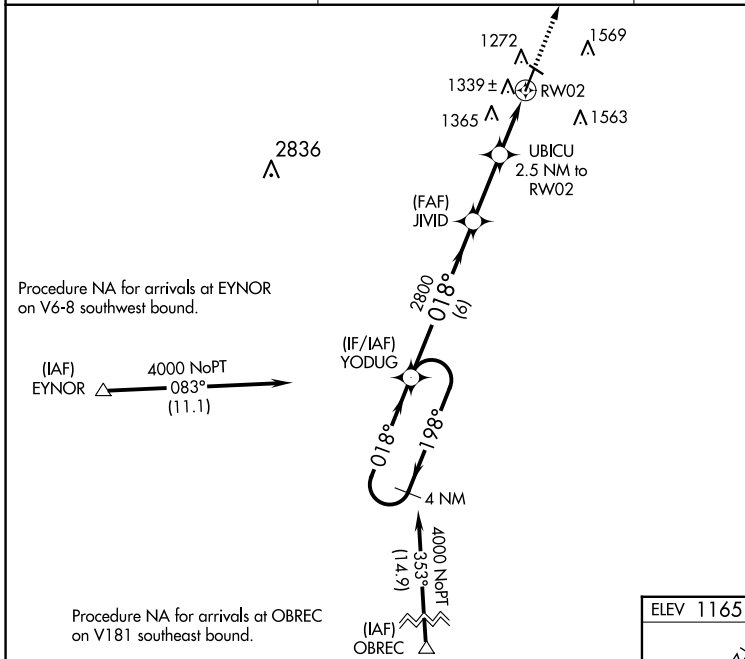 1272
1569
1339 ±
RW02
1365
1563
2836
UBICU
2.5 NM to
RW02
(FAF)
JIVID
Procedure NA for arrivals at EYNOR
on V6-8 southwest bound.
2800
018°
(6)
(IF/IAF)
YODUG
(IAF)
EYNOR
4000 NoPT
083°
(11.1)
018°
198°
4 NM
4000 NoPT
353°
(14.9)
Procedure NA for arrivals at OBREC
on V181 southeast bound.
(IAF)
OBREC
ELEV 1165